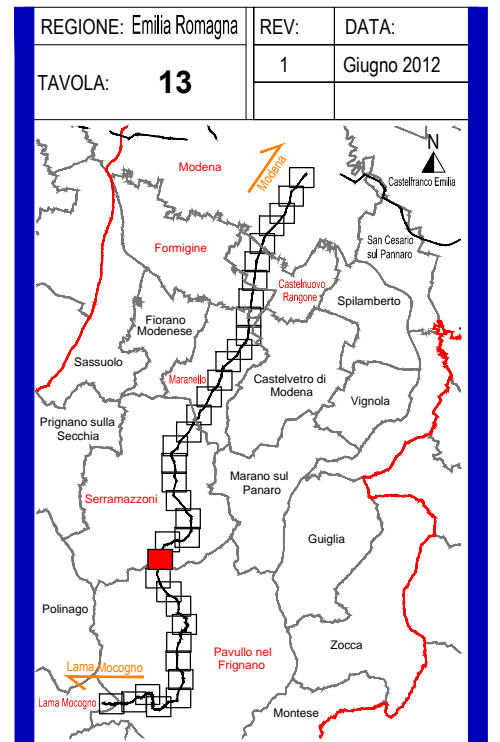 REGIONE: Emilia Romagna
REV:
DATA:
TAVOLA: 13
1
Giugno 2012
N
Modena
Modena
Castelfranco Emilia
San Cesario
sul Pannaro
Formigine
Castelnuovo
Rangone
Spilamberto
Fiorano
Modenese
Sassuolo
Maranello
Castelvetro di
Modena
Vignola
Prignano sulla
Secchia
Marano sul
Panaro
Serramazzoni
Guiglia
Polinago
Pavullo nel
Frignano
Zocca
Lama Mocogno
Lama Mocogno
Montese